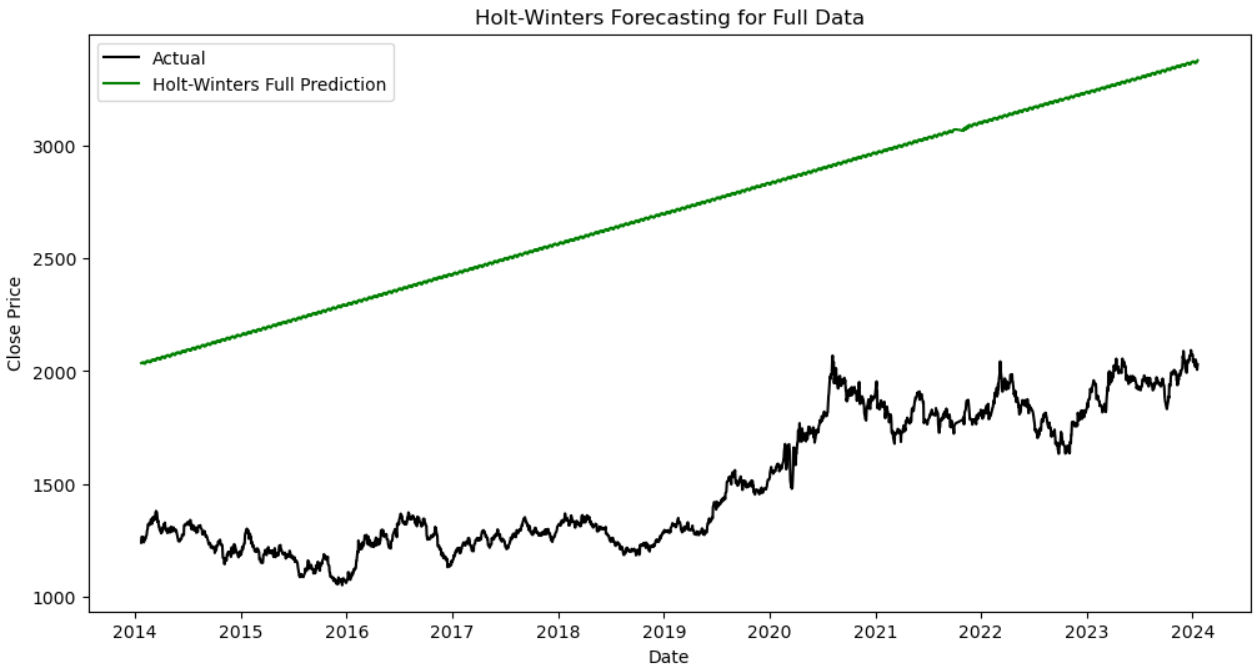 Holt-Winters Forecasting for Full Data
Actual
Holt-Winters Full Prediction
3000
2500
2000
1500
1000
Close Price
2014 2015 2016 2017 2018 2019 2020 2021 2022 2023 2024
Date